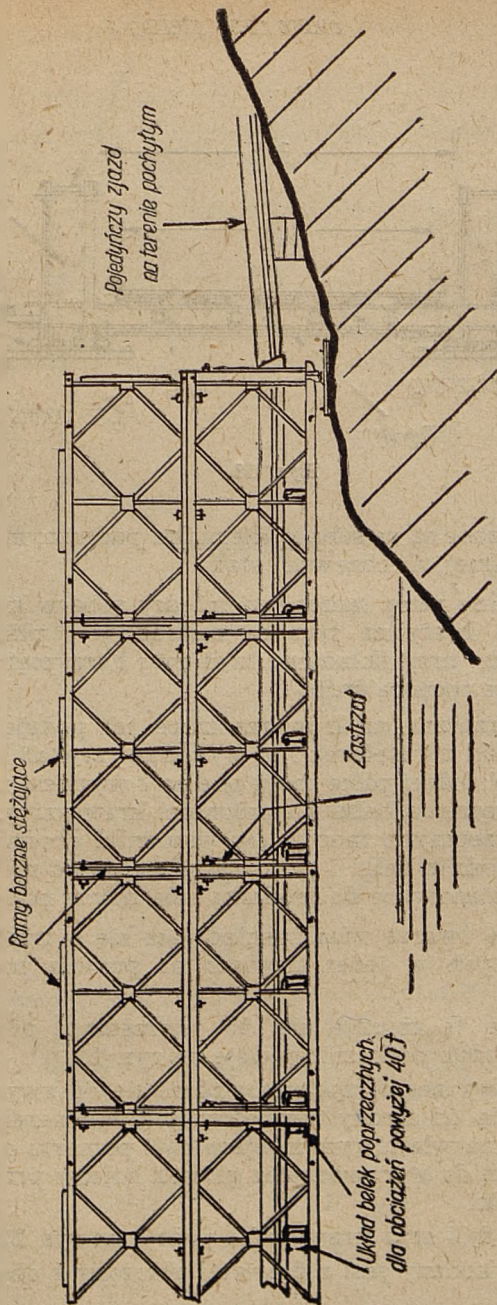 Ramy boczne stężające
Pojedyńczy zjazd
na terenie pochyłym
Zastrzał
Układ belek poprzecznych
dla obciążeń powyżej 40 t